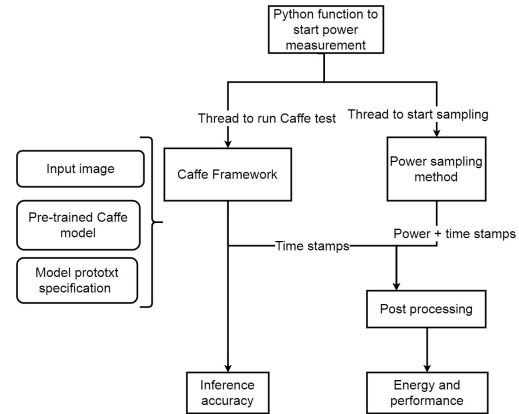 Python function to
start power
measurement
Thread to run Caffe test
Thread to start sampling
Input image
Pre-trained Caffe
model
Model prototxt
specification
Caffe Framework
Power sampling
method
Time stamps
Power + time stamps
Post processing
Inference
accuracy
Energy and
performance